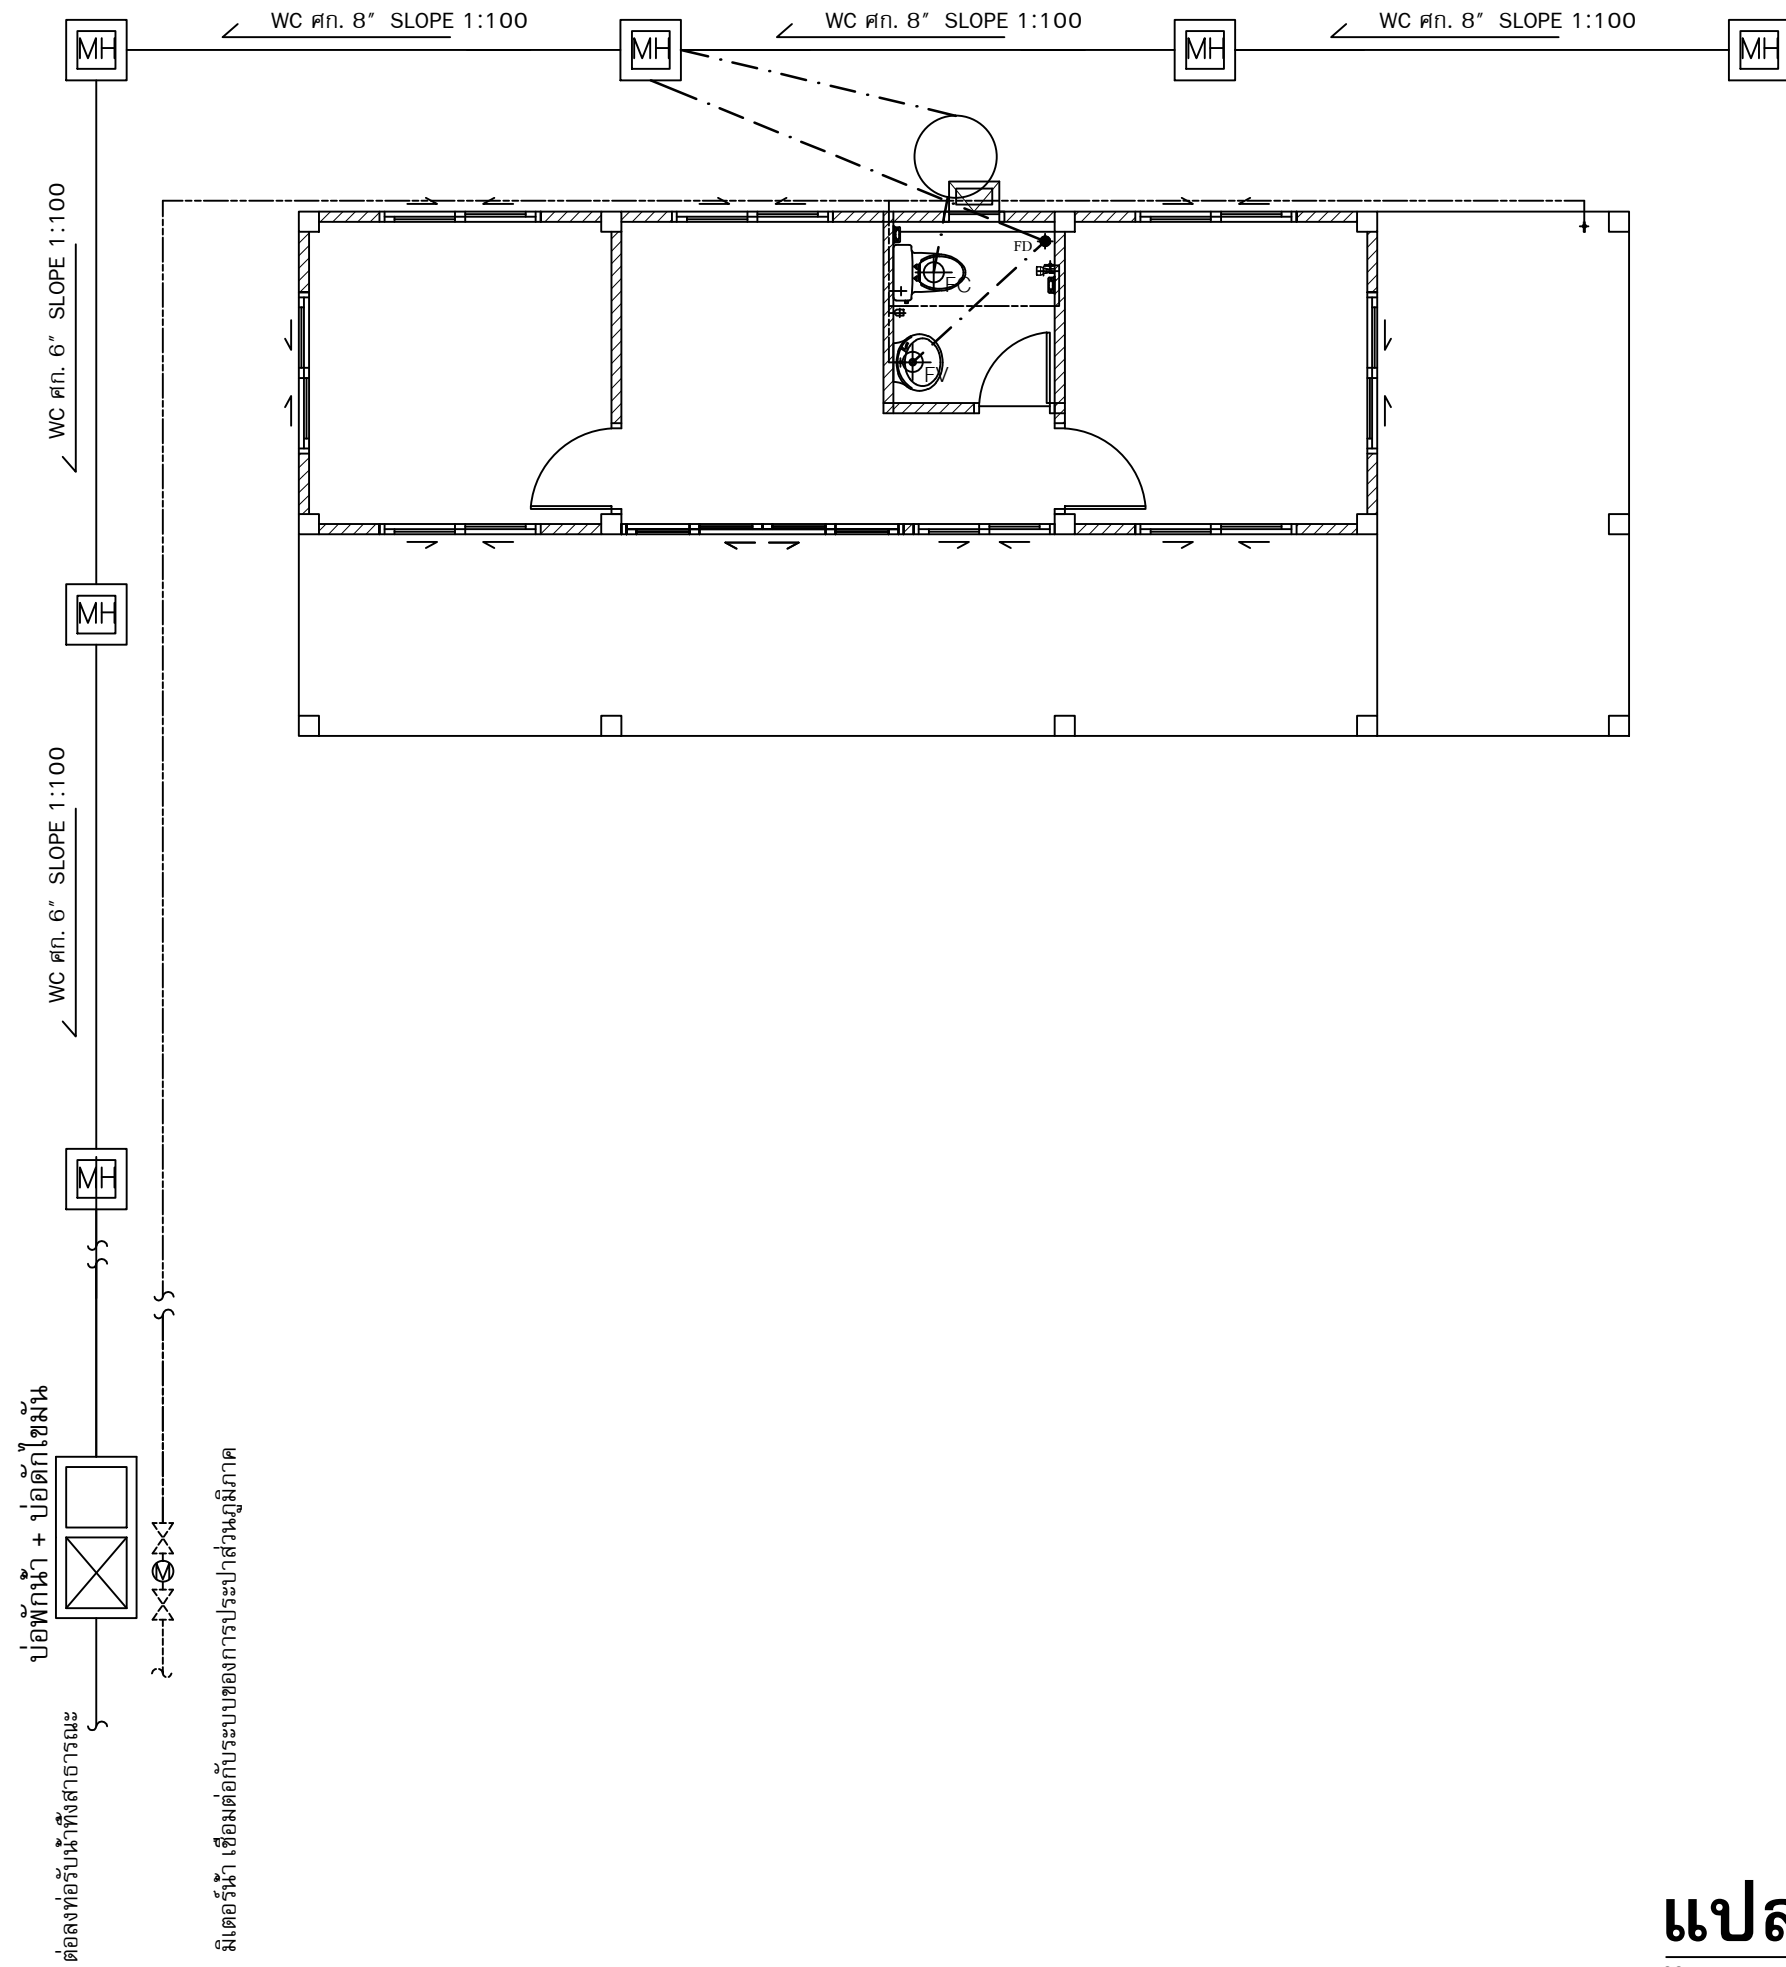 WC ศก. 8" SLOPE 1:100
WC ศก. 8" SLOPE 1:100
WC ศก. 8" SLOPE 1:100
MH
MH
MH
MH
WC ศก. 6" SLOPE 1:100
FD
FC
FV
MH
WC ศก. 6" SLOPE 1:100
MH
บ่อพักน้ำ + บ่อดักไขมัน
M
มิเตอร์น้ำ เชื่อมต่อกับระบบของการประปาส่วนภูมิภาค
ต่อลงท่อรับน้ำทิ้งสาธารณะ